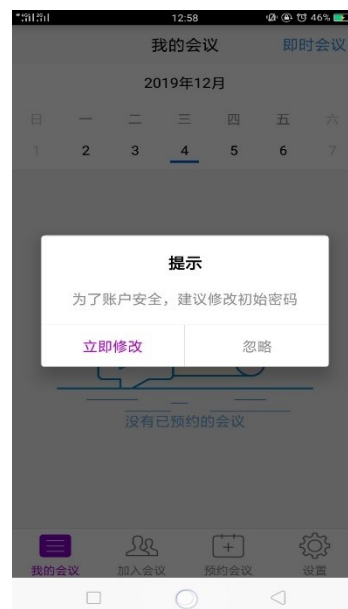 12:58
46%
我的会议
即时会议
2019年12月
日 一 二 三 四 五 六
1 2 3 4 5 6 7
提示
为了账户安全，建议修改初始密码
立即修改
忽略
没有已预约的会议
我的会议
加入会议
预约会议
设置